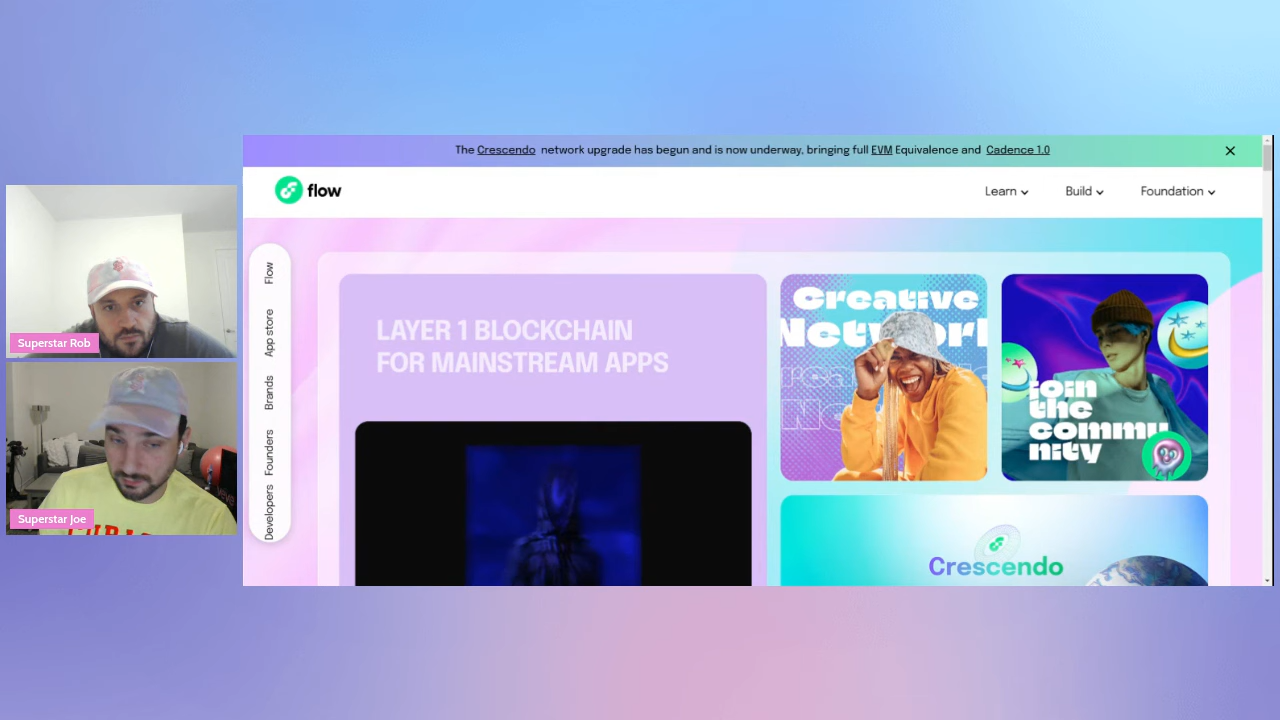 The Crescendo network upgrade has begun and is now underway, bringing full EVM Equivalence and Cadence 1.0
flow
Learn
Build
Foundation
Flow
App store
Brands
Founders
Developers
LAYER 1 BLOCKCHAIN
FOR MAINSTREAM APPS
Creative
Network
join
the
commu
nity
Crescendo
Superstar Rob
Superstar Joe